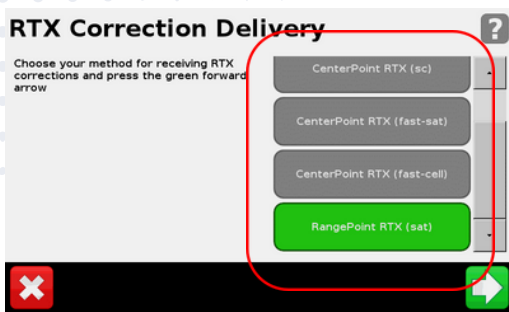 RTX Correction Delivery
?
Choose your method for receiving RTX
corrections and press the green forward
arrow
CenterPoint RTX (sc)
CenterPoint RTX (fast-sat)
CenterPoint RTX (fast-cell)
RangePoint RTX (sat)